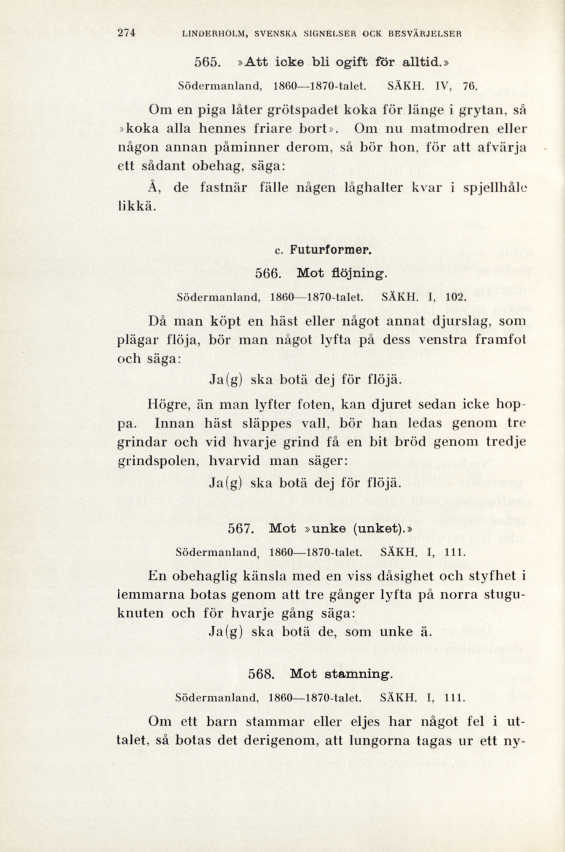 274 LINDERHOLM, SVENSKA SIGNELSER OCK BESVÄRJELSER
565. »Att icke bli ogift för alltid.»
Södermanland, 1860—1870-talet. SÄKH. IV, 76.
Om en piga låter grötspadet koka för länge i grytan, så
»koka alla hennes friare bort». Om nu matmodren eller
någon annan påminner derom, så bör hon, för att afvärja
ett sådant obehag, säga:
Å, de fastnär fälle någen låghalter kvar i spjellhåle
likkä.
c. Futurformer.
566. Mot flöjning.
Södermanland, 1860—1870-talet. SÄKH. I, 102.
Då man köpt en häst eller något annat djurslag, som
plägar flöja, bör man något lyfta på dess venstra framfot
och säga:
Ja(g) ska botä dej för flöjä.
Högre, än man lyfter foten, kan djuret sedan icke hop-
pa. Innan häst släppes vall, bör han ledas genom tre
grindar och vid hvarje grind få en bit bröd genom tredje
grindspolen, hvarvid man säger:
Ja(g) ska botä dej för flöjä.
567. Mot »unke (unket).»
Södermanland, 1860—1870-talet. SÄKH. I, 111.
En obehaglig känsla med en viss dåsighet och styfhet i
lemmarna botas genom att tre gånger lyfta på norra stugu-
knuten och för hvarje gång säga:
Ja(g) ska botä de, som unke ä.
568. Mot stamning.
Södermanland, 1860—1870-talet. SÄKH. I, 111.
Om ett barn stammar eller eljes har något fel i ut-
talet, så botas det derigenom, att lungorna tagas ur ett ny-